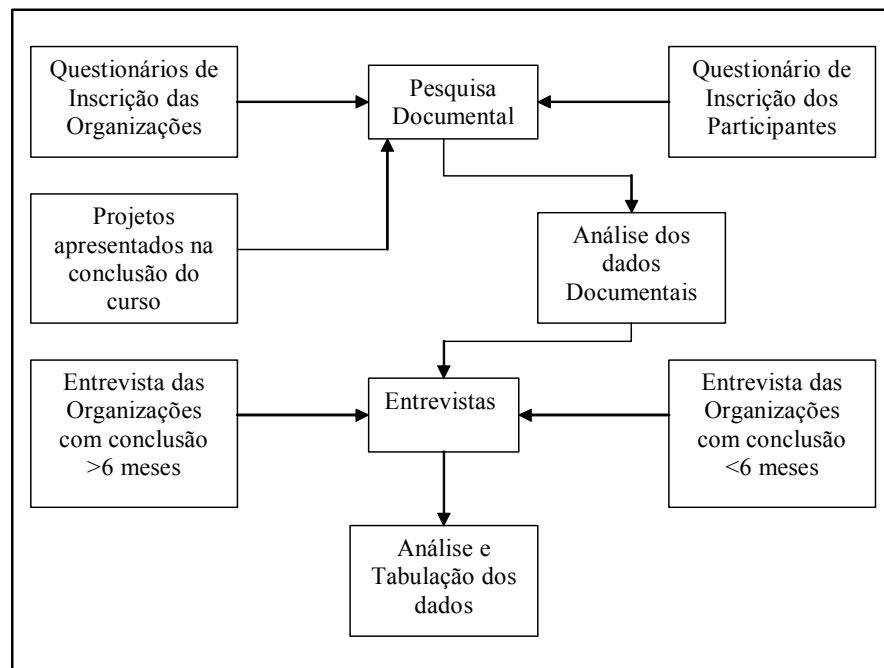 Questionários de
Inscrição das
Organizações
Pesquisa
Documental
Questionário de
Inscrição dos
Participantes
Projetos
apresentados na
conclusão do
curso
Análise dos
dados
Documentais
Entrevista das
Organizações
com conclusão
>6 meses
Entrevistas
Entrevista das
Organizações
com conclusão
<6 meses
Análise e
Tabulação dos
dados